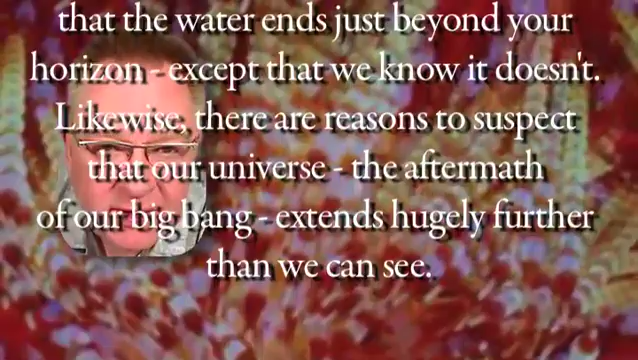 that the water ends just beyond your
horizon - except that we know it doesn't.
Likewise, there are reasons to suspect
that our universe - the aftermath
of our big bang - extends hugely further
than we can see.